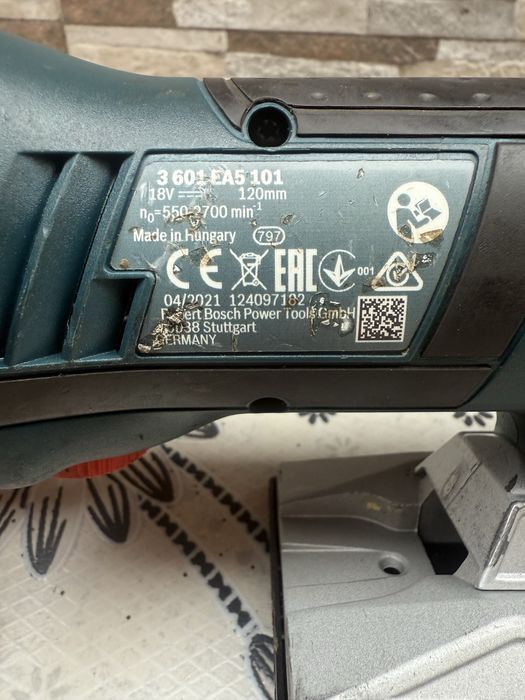 3 601 EA5 101
18V⎓ 120mm
n₀=550-2700 min⁻¹
Made in Hungary 797
CE EAC 001
04/2021 124097182
Robert Bosch Power Tools GmbH
70538 Stuttgart
GERMANY